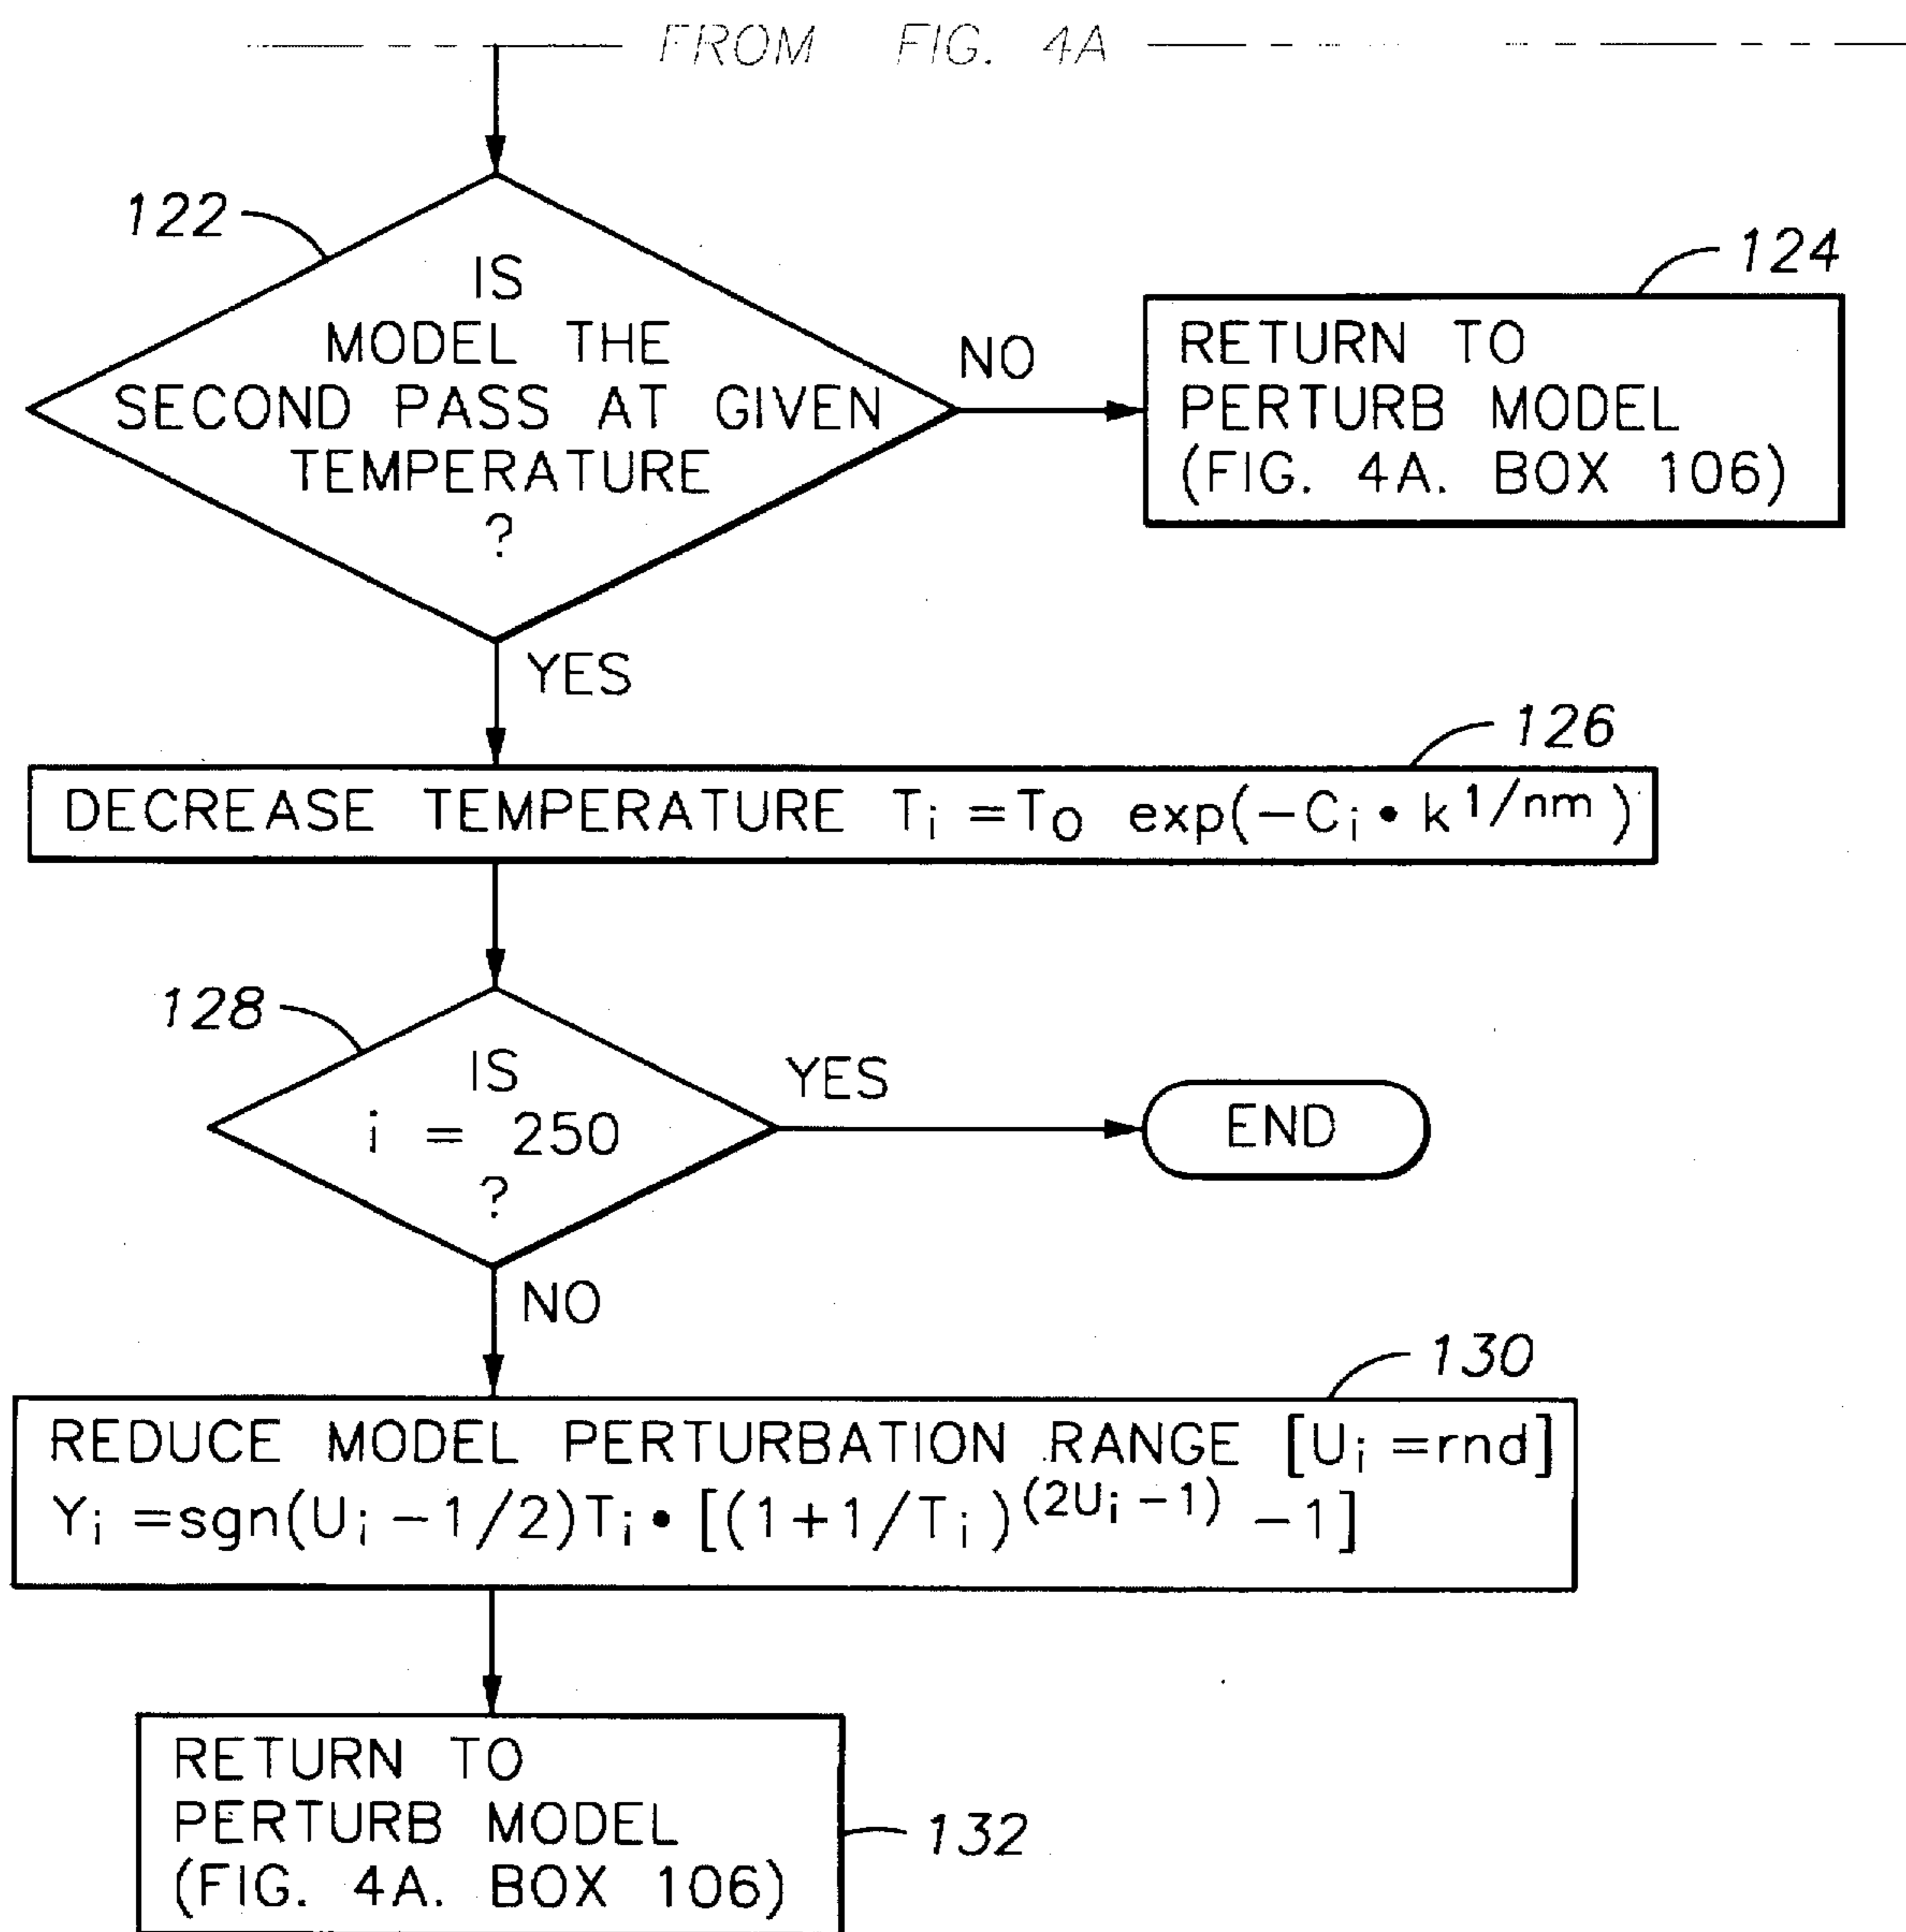 FROM FIG. 4A
122
IS
MODEL THE
SECOND PASS AT GIVEN
TEMPERATURE
?
NO
124
RETURN TO
PERTURB MODEL
(FIG. 4A. BOX 106)
YES
126
DECREASE TEMPERATURE Tᵢ =T₀ exp(-Cᵢ • k^1/nm)
128
IS
i = 250
?
YES
END
NO
130
REDUCE MODEL PERTURBATION RANGE [Uᵢ =rnd]
Yᵢ =sgn(Uᵢ -1/2)Tᵢ • [(1+1/Tᵢ)^(2Uᵢ -1) -1]
RETURN TO
PERTURB MODEL
(FIG. 4A. BOX 106)
132